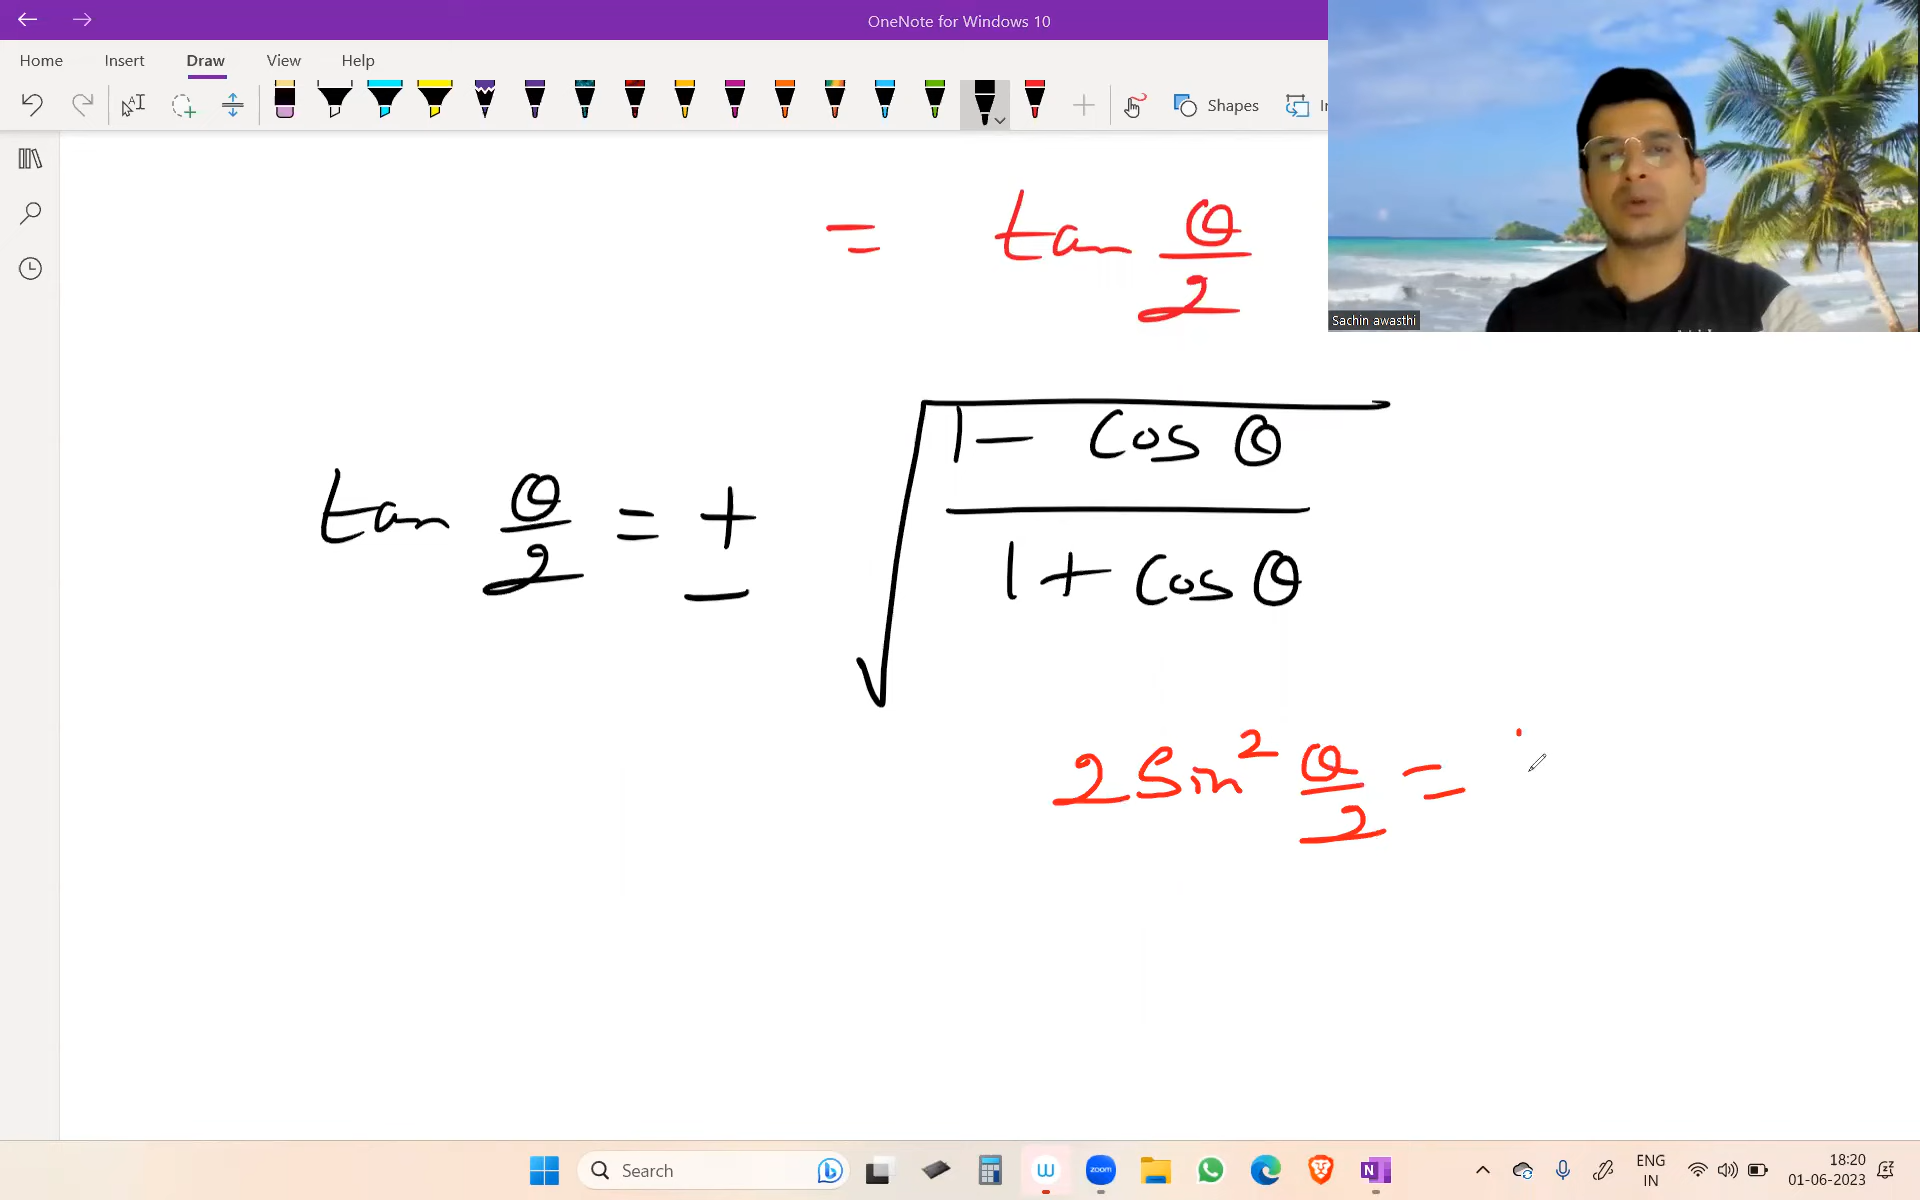 OneNote for Windows 10
Home Insert Draw View Help
Shapes
Sachin awasthi
= tan θ/2
tan θ/2 = ± √((1 - Cos θ)/(1 + Cos θ))
2 Sin² θ/2 =
Search
zoom
ENG
IN
18:20
01-06-2023